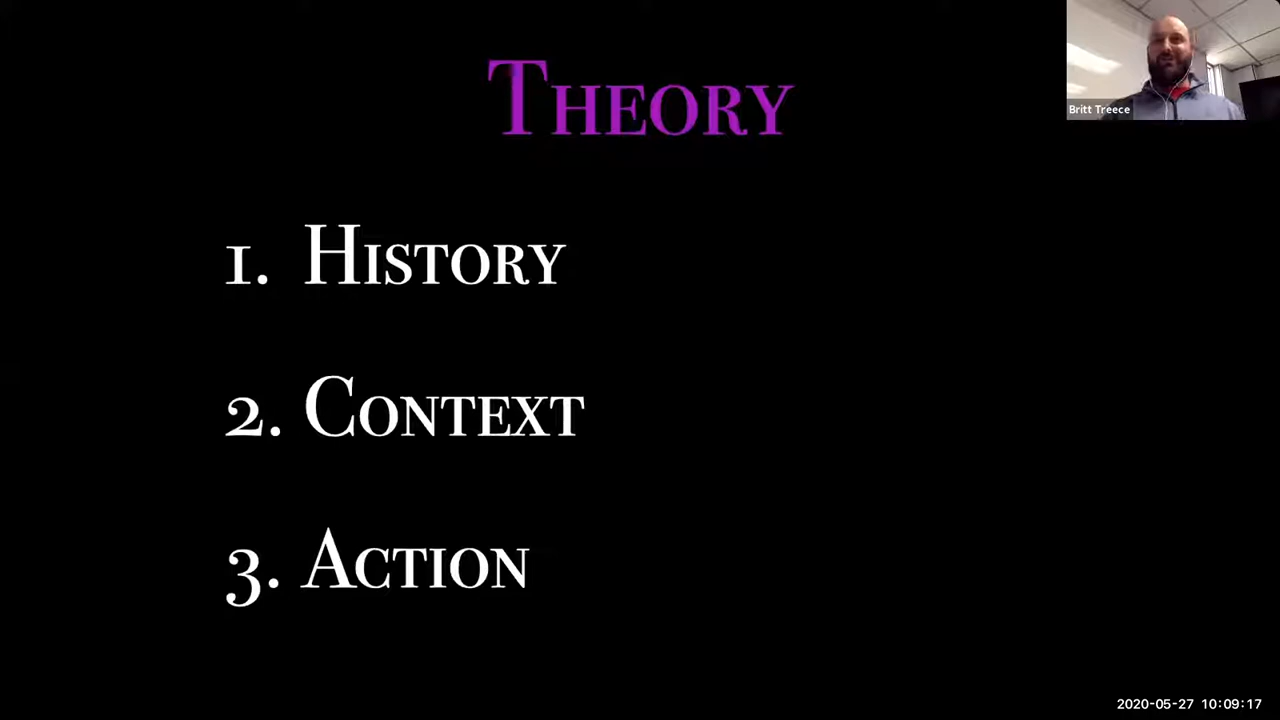 Theory
Britt Treece
1. History
2. Context
3. Action
2020-05-27 10:09:17